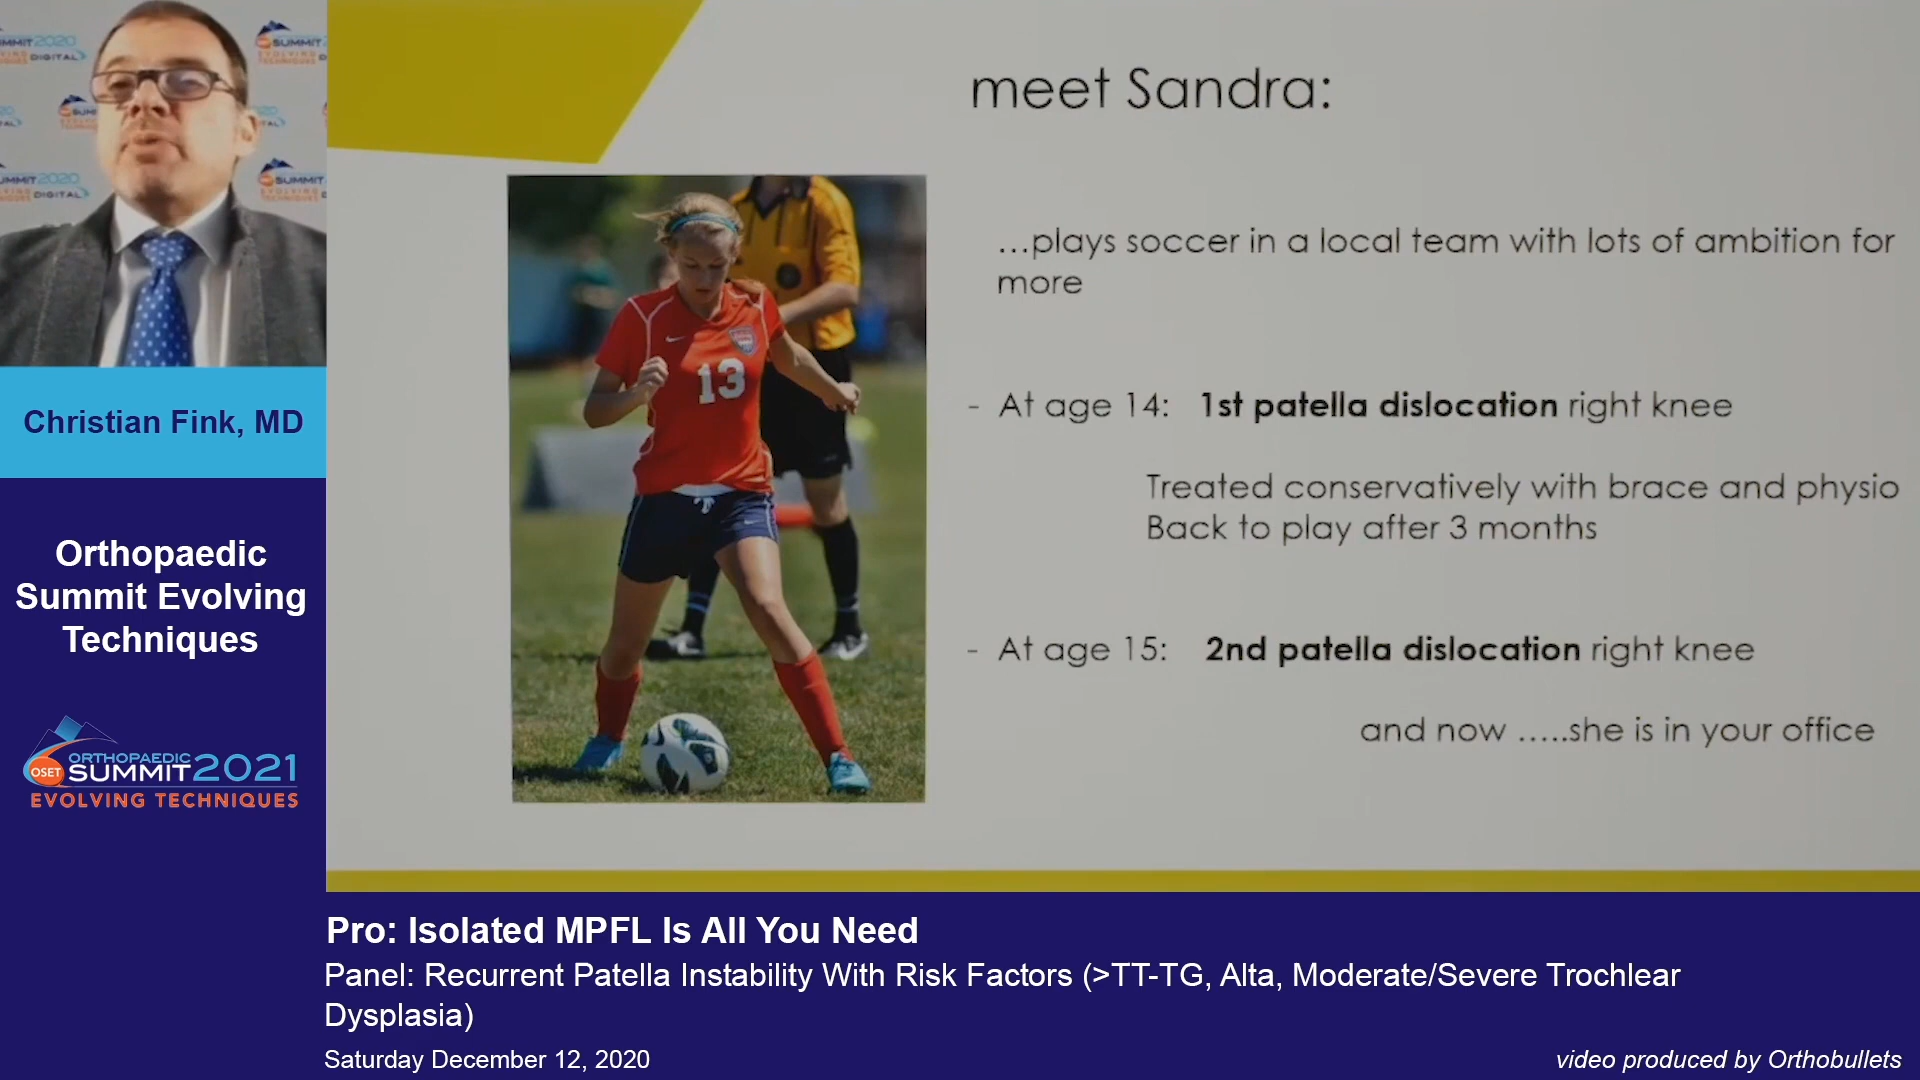 meet Sandra:
...plays soccer in a local team with lots of ambition for
more
- At age 14: 1st patella dislocation right knee
Treated conservatively with brace and physio
Back to play after 3 months
- At age 15: 2nd patella dislocation right knee
and now .....she is in your office
13
SUMMIT2020
DIGITAL
Christian Fink, MD
Orthopaedic
Summit Evolving
Techniques
OSET
ORTHOPAEDIC
SUMMIT2021
EVOLVING TECHNIQUES
Pro: Isolated MPFL Is All You Need
Panel: Recurrent Patella Instability With Risk Factors (>TT-TG, Alta, Moderate/Severe Trochlear
Dysplasia)
Saturday December 12, 2020
video produced by Orthobullets